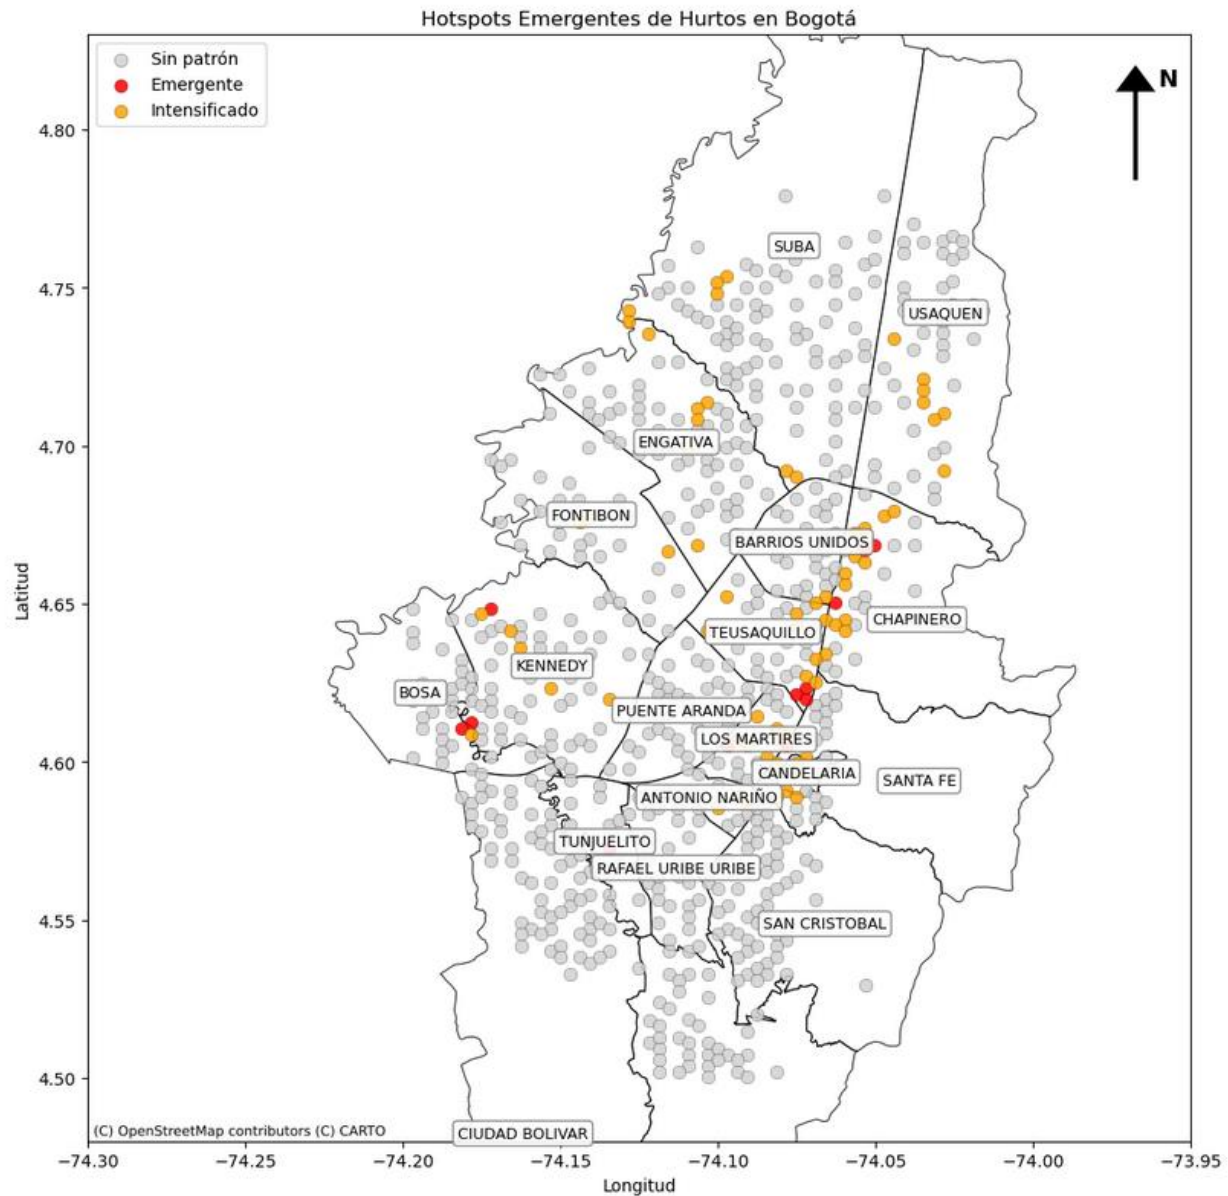 Hotspots Emergentes de Hurtos en Bogotá
Sin patrón
Emergente
Intensificado
N
4.80
4.75
4.70
4.65
4.60
4.55
4.50
Latitud
SUBA
USAQUEN
ENGATIVA
FONTIBON
BARRIOS UNIDOS
CHAPINERO
TEUSAQUILLO
KENNEDY
BOSA
PUENTE ARANDA
LOS MARTIRES
CANDELARIA
SANTA FE
ANTONIO NARIÑO
TUNJUELITO
RAFAEL URIBE URIBE
SAN CRISTOBAL
(C) OpenStreetMap contributors (C) CARTO
CIUDAD BOLIVAR
−74.30
−74.25
−74.20
−74.15
−74.10
−74.05
−74.00
−73.95
Longitud